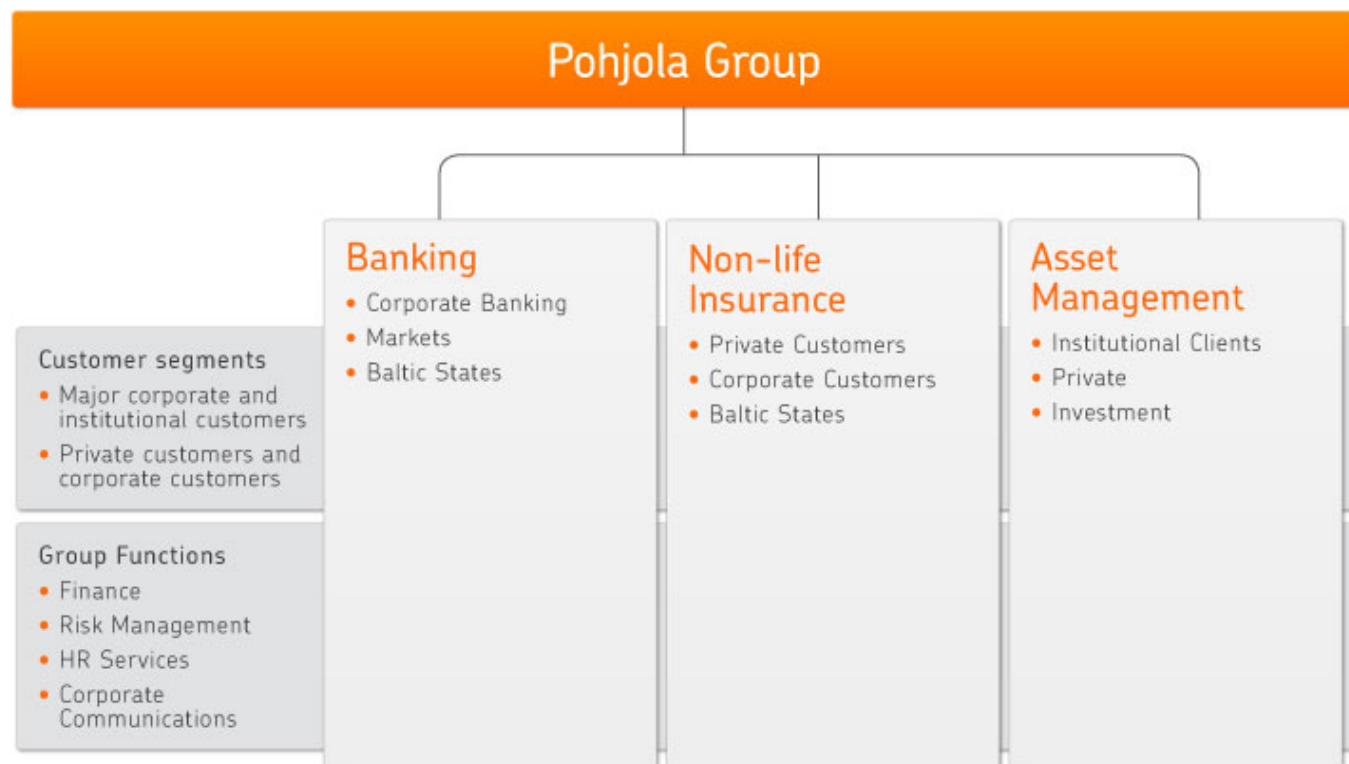 Pohjola Group
Banking
• Corporate Banking
• Markets
• Baltic States
Non-life
Insurance
• Private Customers
• Corporate Customers
• Baltic States
Asset
Management
• Institutional Clients
• Private
• Investment
Customer segments
• Major corporate and
institutional customers
• Private customers and
corporate customers
Group Functions
• Finance
• Risk Management
• HR Services
• Corporate
Communications